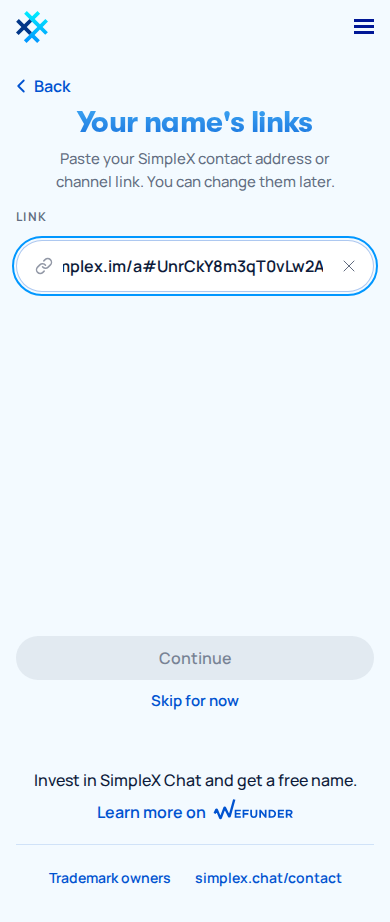 Back
Your name's links
Paste your SimpleX contact address or
channel link. You can change them later.
LINK
nplex.im/a#UnrCkY8m3qT0vLw2A
Continue
Skip for now
Invest in SimpleX Chat and get a free name.
Learn more on WEFUNDER
Trademark owners simplex.chat/contact